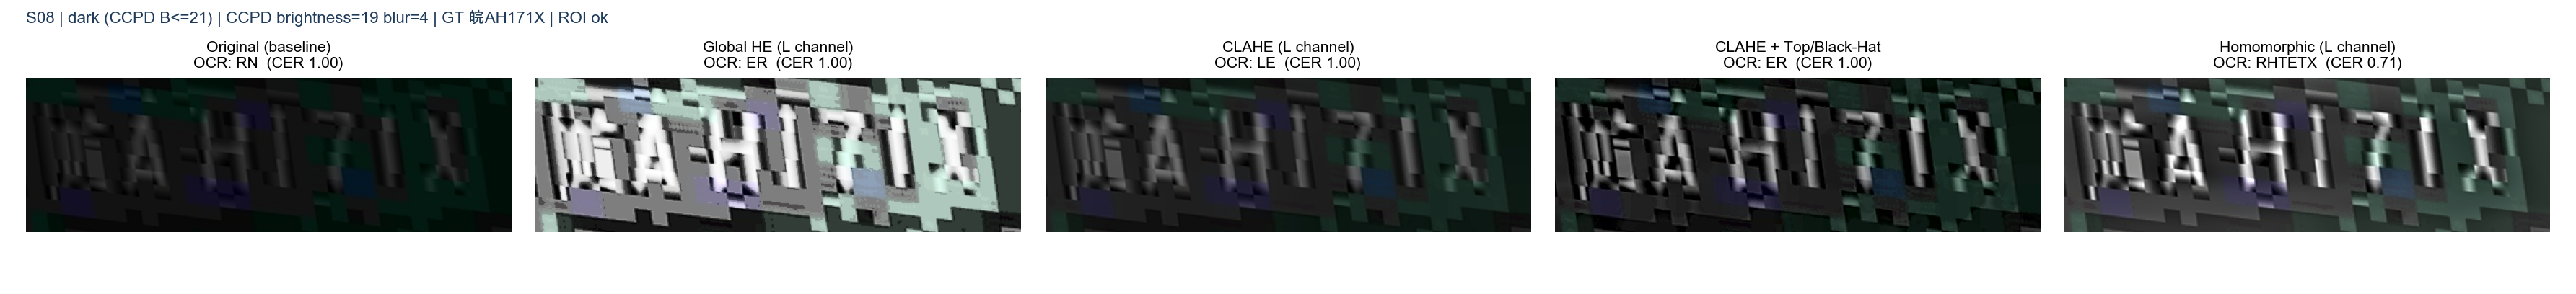 S08 | dark (CCPD B<=21) | CCPD brightness=19 blur=4 | GT 皖AH171X | ROI ok
Original (baseline)
OCR: RN (CER 1.00)
Global HE (L channel)
OCR: ER (CER 1.00)
CLAHE (L channel)
OCR: LE (CER 1.00)
CLAHE + Top/Black-Hat
OCR: ER (CER 1.00)
Homomorphic (L channel)
OCR: RHTETX (CER 0.71)